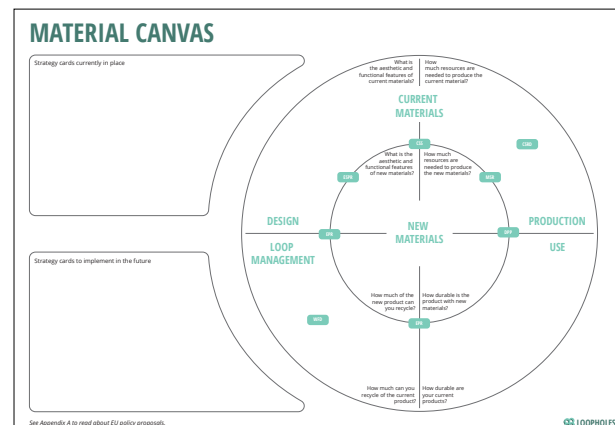 MATERIAL CANVAS
Strategy cards currently in place
What is
the aesthetic and
functional features of
current materials?
How
much resources are
needed to produce the
current material?
CURRENT
MATERIALS
CSRD
What is the
aesthetic and
functional features
of new materials?
How much
resources are
needed to produce
the new materials?
ESPR
DESIGN
LOOP
MANAGEMENT
NEW
MATERIALS
DPP
PRODUCTION
USE
Strategy cards to implement in the future
How much of the
new product can
you recycle?
How durable is the
product with new
materials?
WFD
How much can you
recycle of the current
product?
How durable are
your current
products?
See Appendix A to read about EU policy proposals.
LOOPHOLES